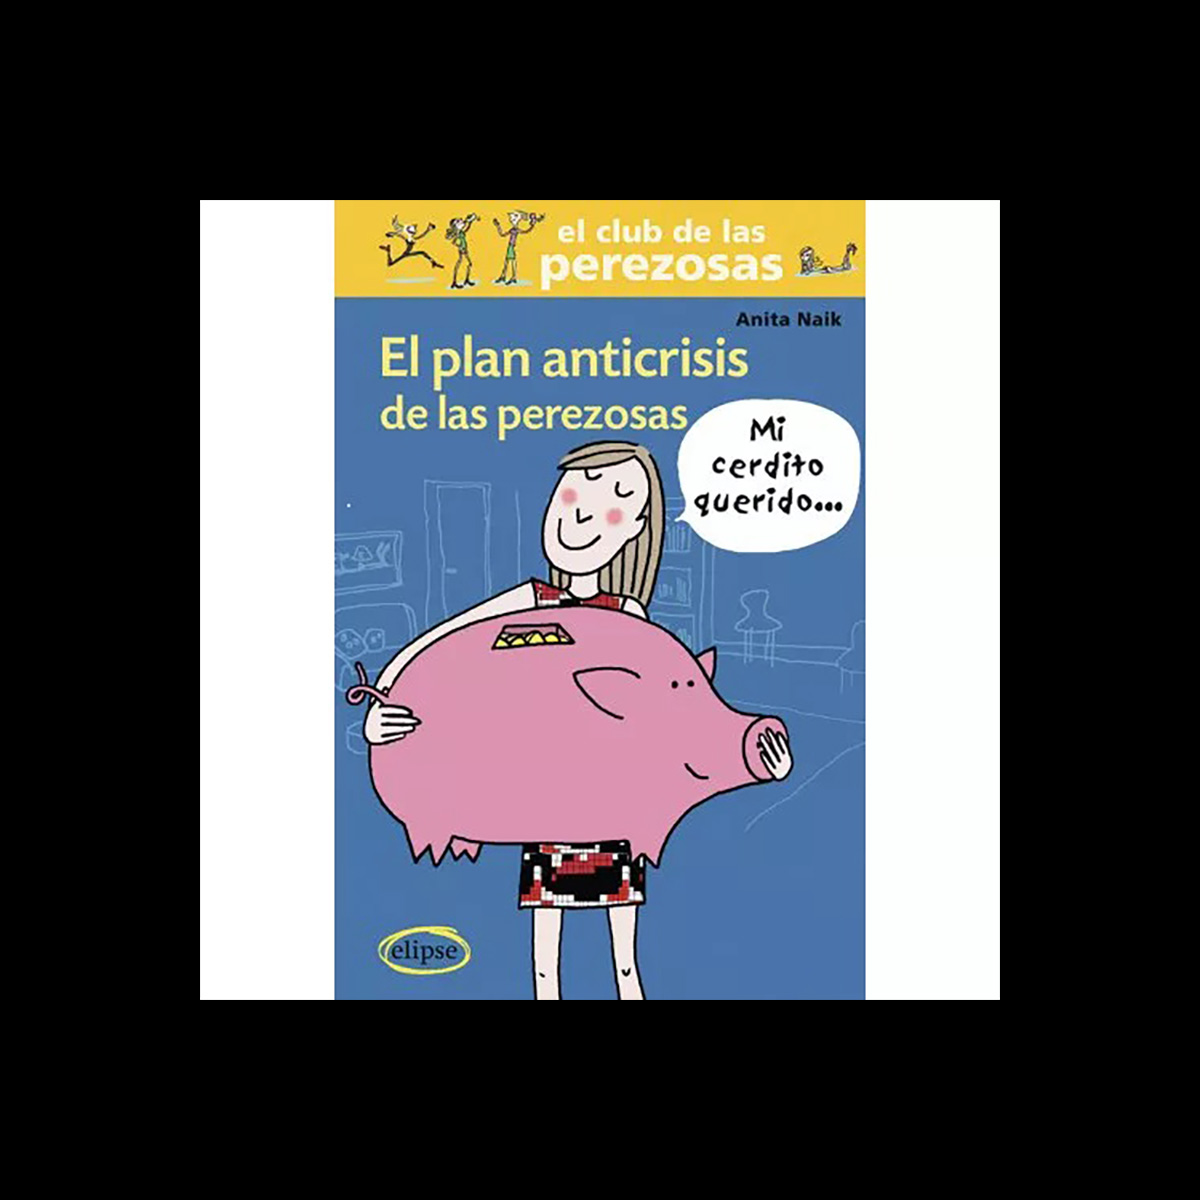 el club de las
perezosas
Anita Naik
El plan anticrisis
de las perezosas
Mi
cerdito
querido...
elipse